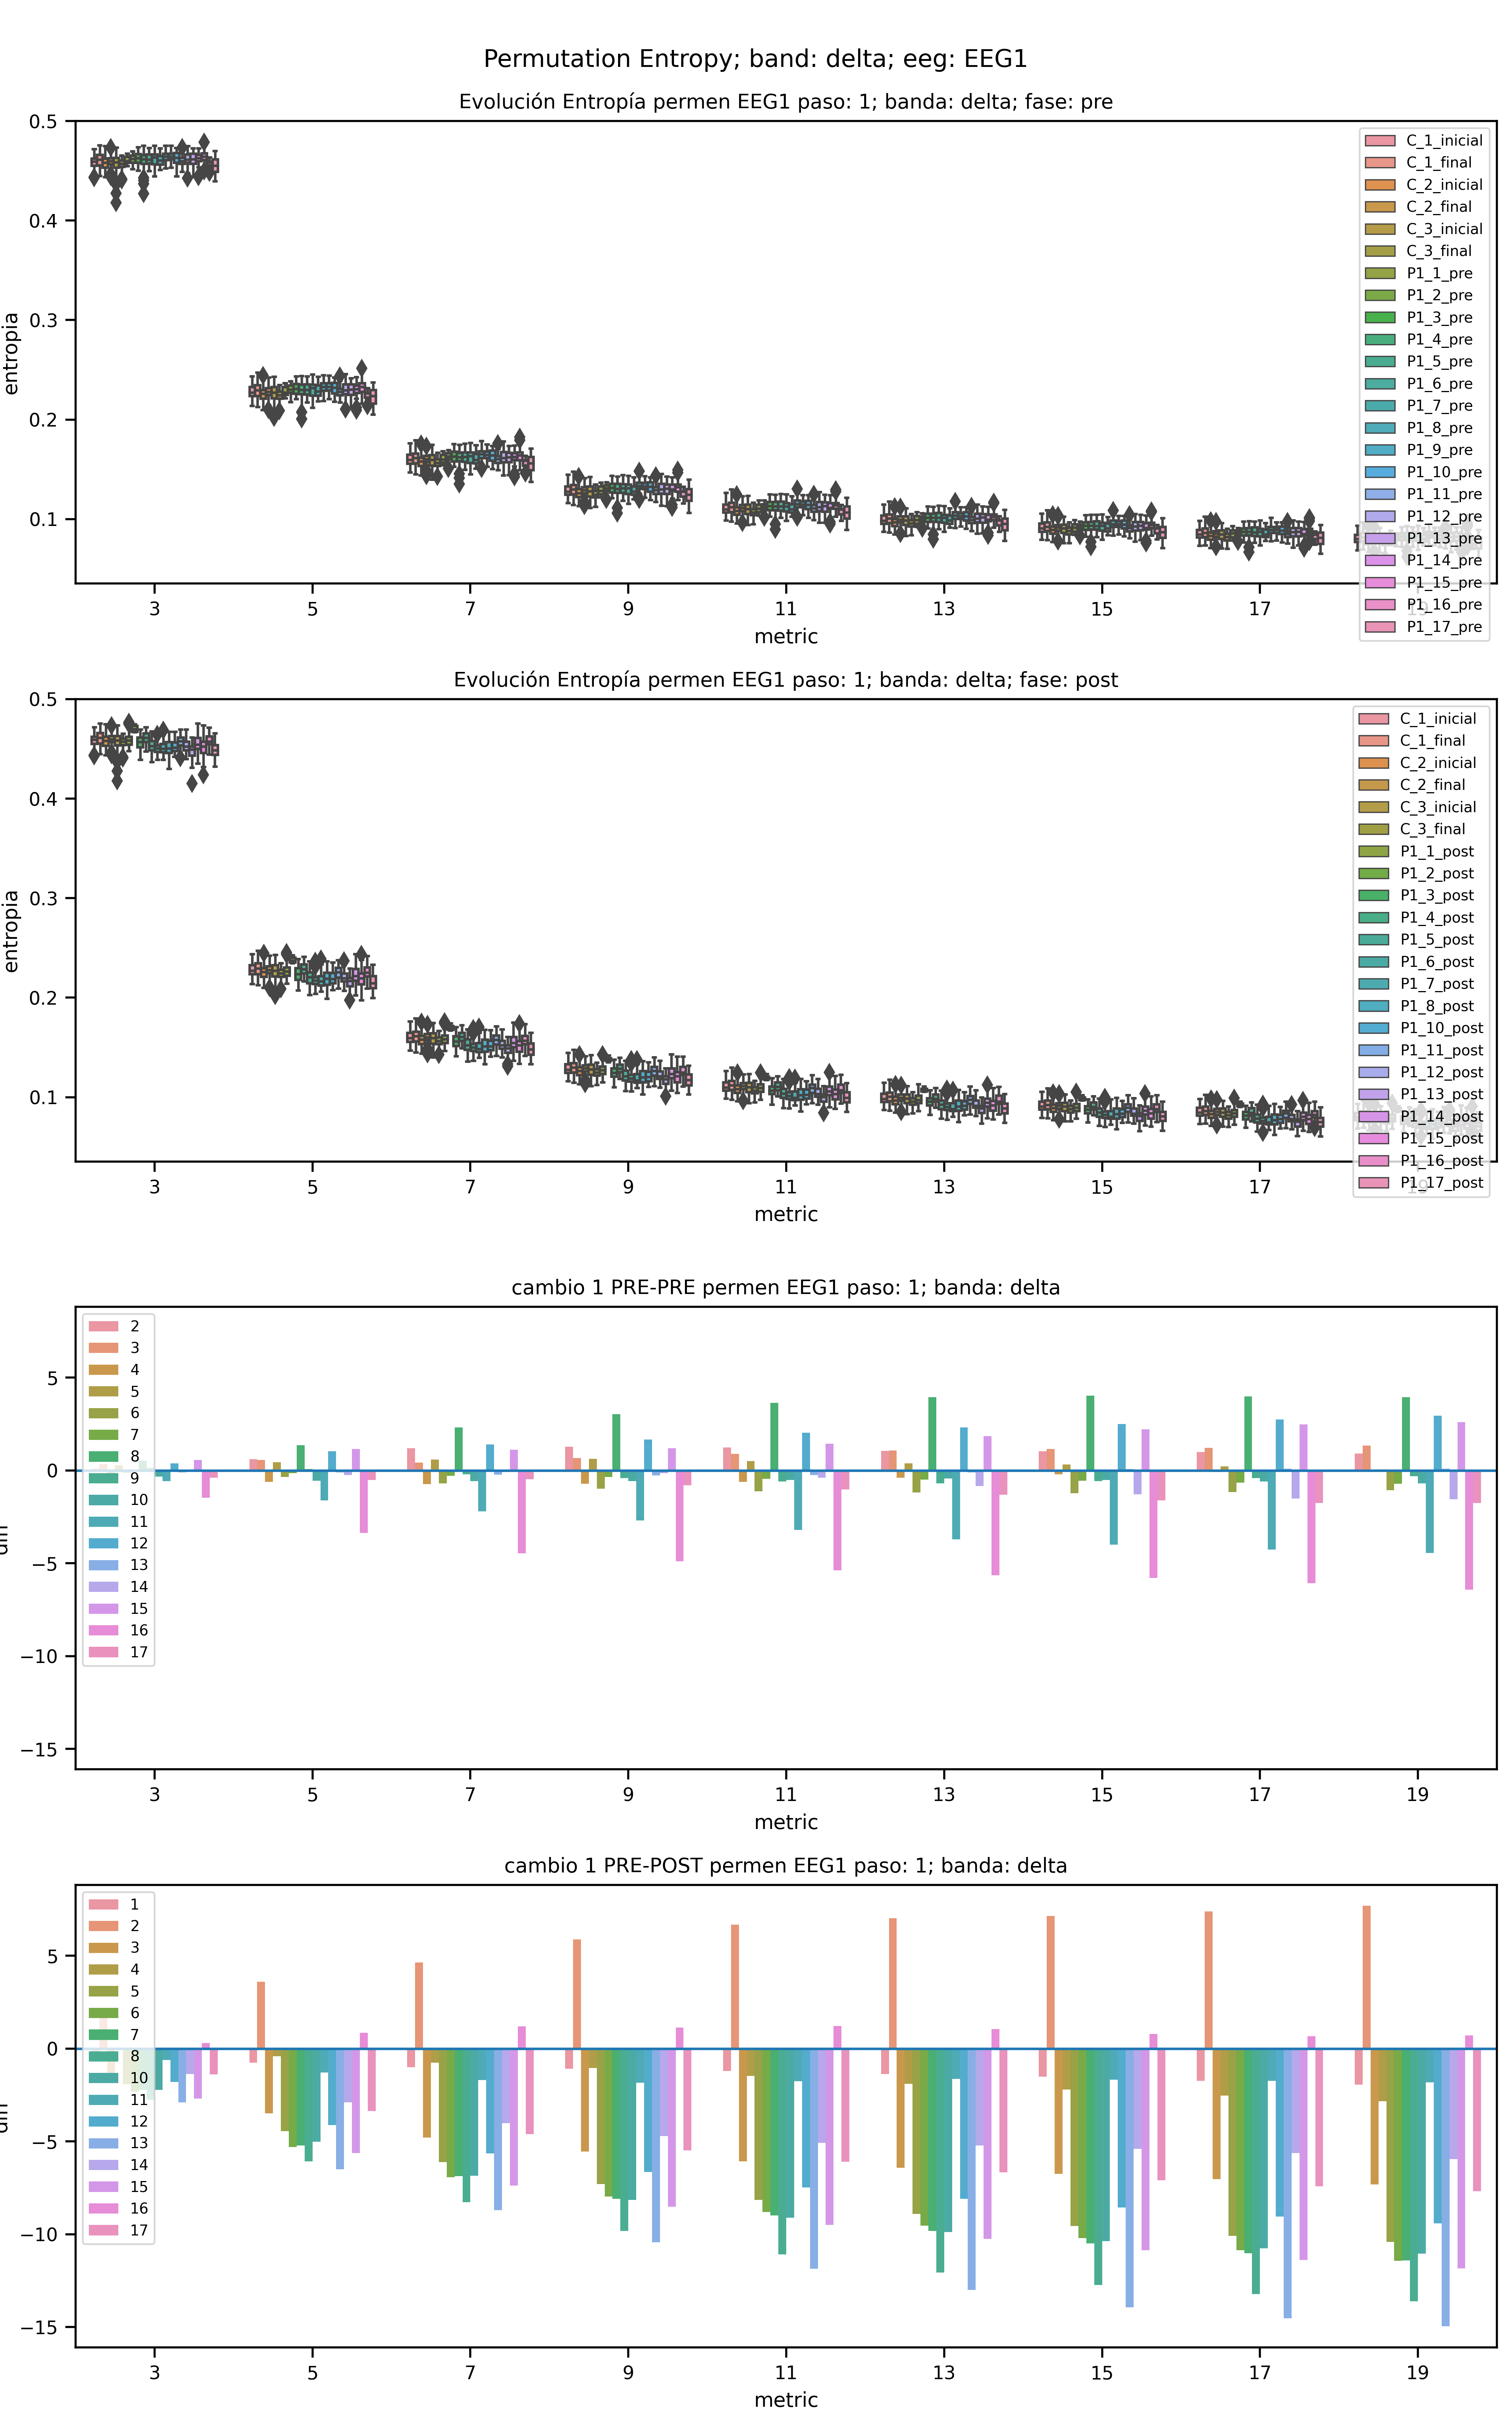 Permutation Entropy; band: delta; eeg: EEG1
Evolución Entropía permen EEG1 paso: 1; banda: delta; fase: pre
0.5
0.4
0.3
0.2
0.1
entropia
3 5 7 9 11 13 15 17
metric
C_1_inicial
C_1_final
C_2_inicial
C_2_final
C_3_inicial
C_3_final
P1_1_pre
P1_2_pre
P1_3_pre
P1_4_pre
P1_5_pre
P1_6_pre
P1_7_pre
P1_8_pre
P1_9_pre
P1_10_pre
P1_11_pre
P1_12_pre
P1_13_pre
P1_14_pre
P1_15_pre
P1_16_pre
P1_17_pre
Evolución Entropía permen EEG1 paso: 1; banda: delta; fase: post
0.5
0.4
0.3
0.2
0.1
entropia
3 5 7 9 11 13 15 17
metric
C_1_inicial
C_1_final
C_2_inicial
C_2_final
C_3_inicial
C_3_final
P1_1_post
P1_2_post
P1_3_post
P1_4_post
P1_5_post
P1_6_post
P1_7_post
P1_8_post
P1_10_post
P1_11_post
P1_12_post
P1_13_post
P1_14_post
P1_15_post
P1_16_post
P1_17_post
cambio 1 PRE-PRE permen EEG1 paso: 1; banda: delta
5
0
−5
−10
−15
2
3
4
5
6
7
8
9
10
11
12
13
14
15
16
17
3 5 7 9 11 13 15 17 19
metric
cambio 1 PRE-POST permen EEG1 paso: 1; banda: delta
5
0
−5
−10
−15
1
2
3
4
5
6
7
8
10
11
12
13
14
15
16
17
3 5 7 9 11 13 15 17 19
metric